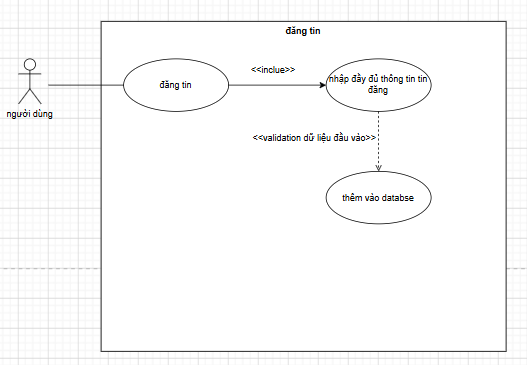 đăng tin
<<inclue>>
đăng tin
nhập đầy đủ thông tin tin
đăng
người dùng
<<validation dữ liệu đầu vảo>>
thêm vào databse